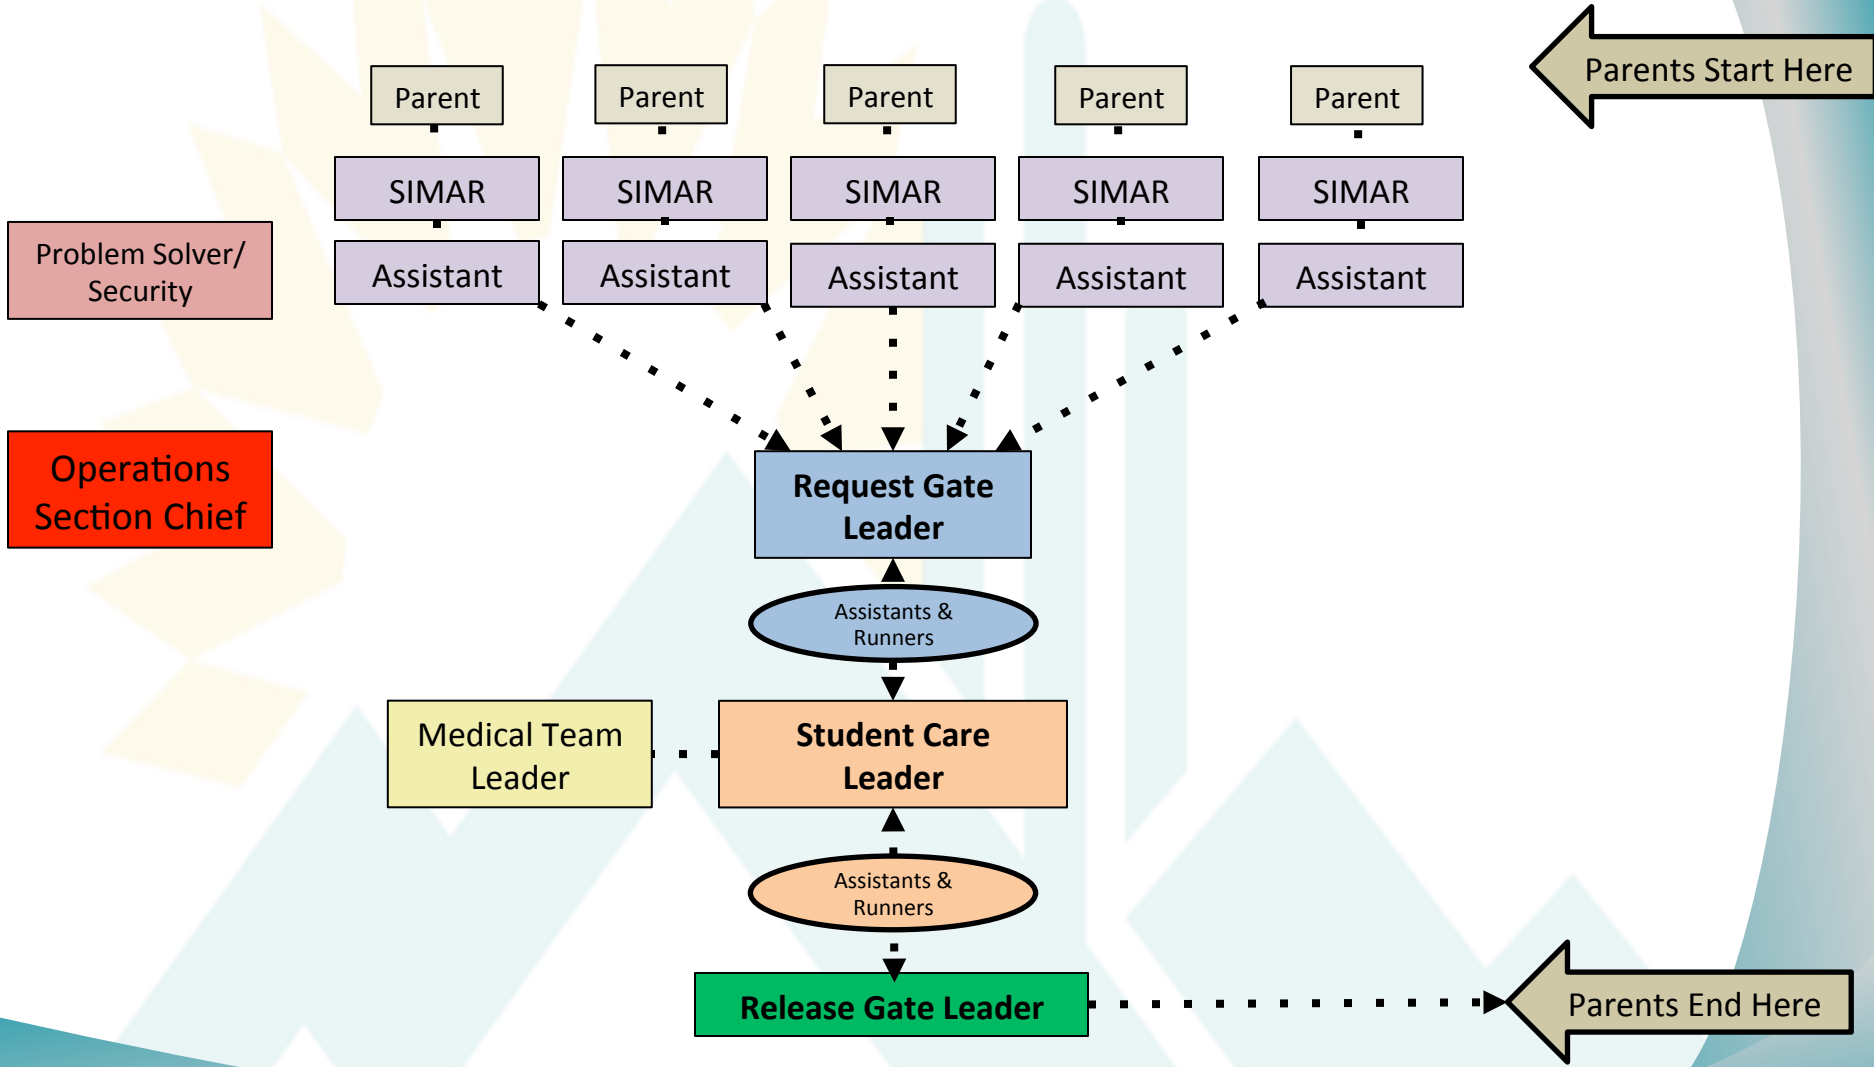 Parents Start Here
Parent
Parent
Parent
Parent
Parent
SIMAR
SIMAR
SIMAR
SIMAR
SIMAR
Problem Solver/
Security
Assistant
Assistant
Assistant
Assistant
Assistant
Operations
Section Chief
Request Gate
Leader
Assistants &
Runners
Medical Team
Leader
Student Care
Leader
Assistants &
Runners
Release Gate Leader
Parents End Here